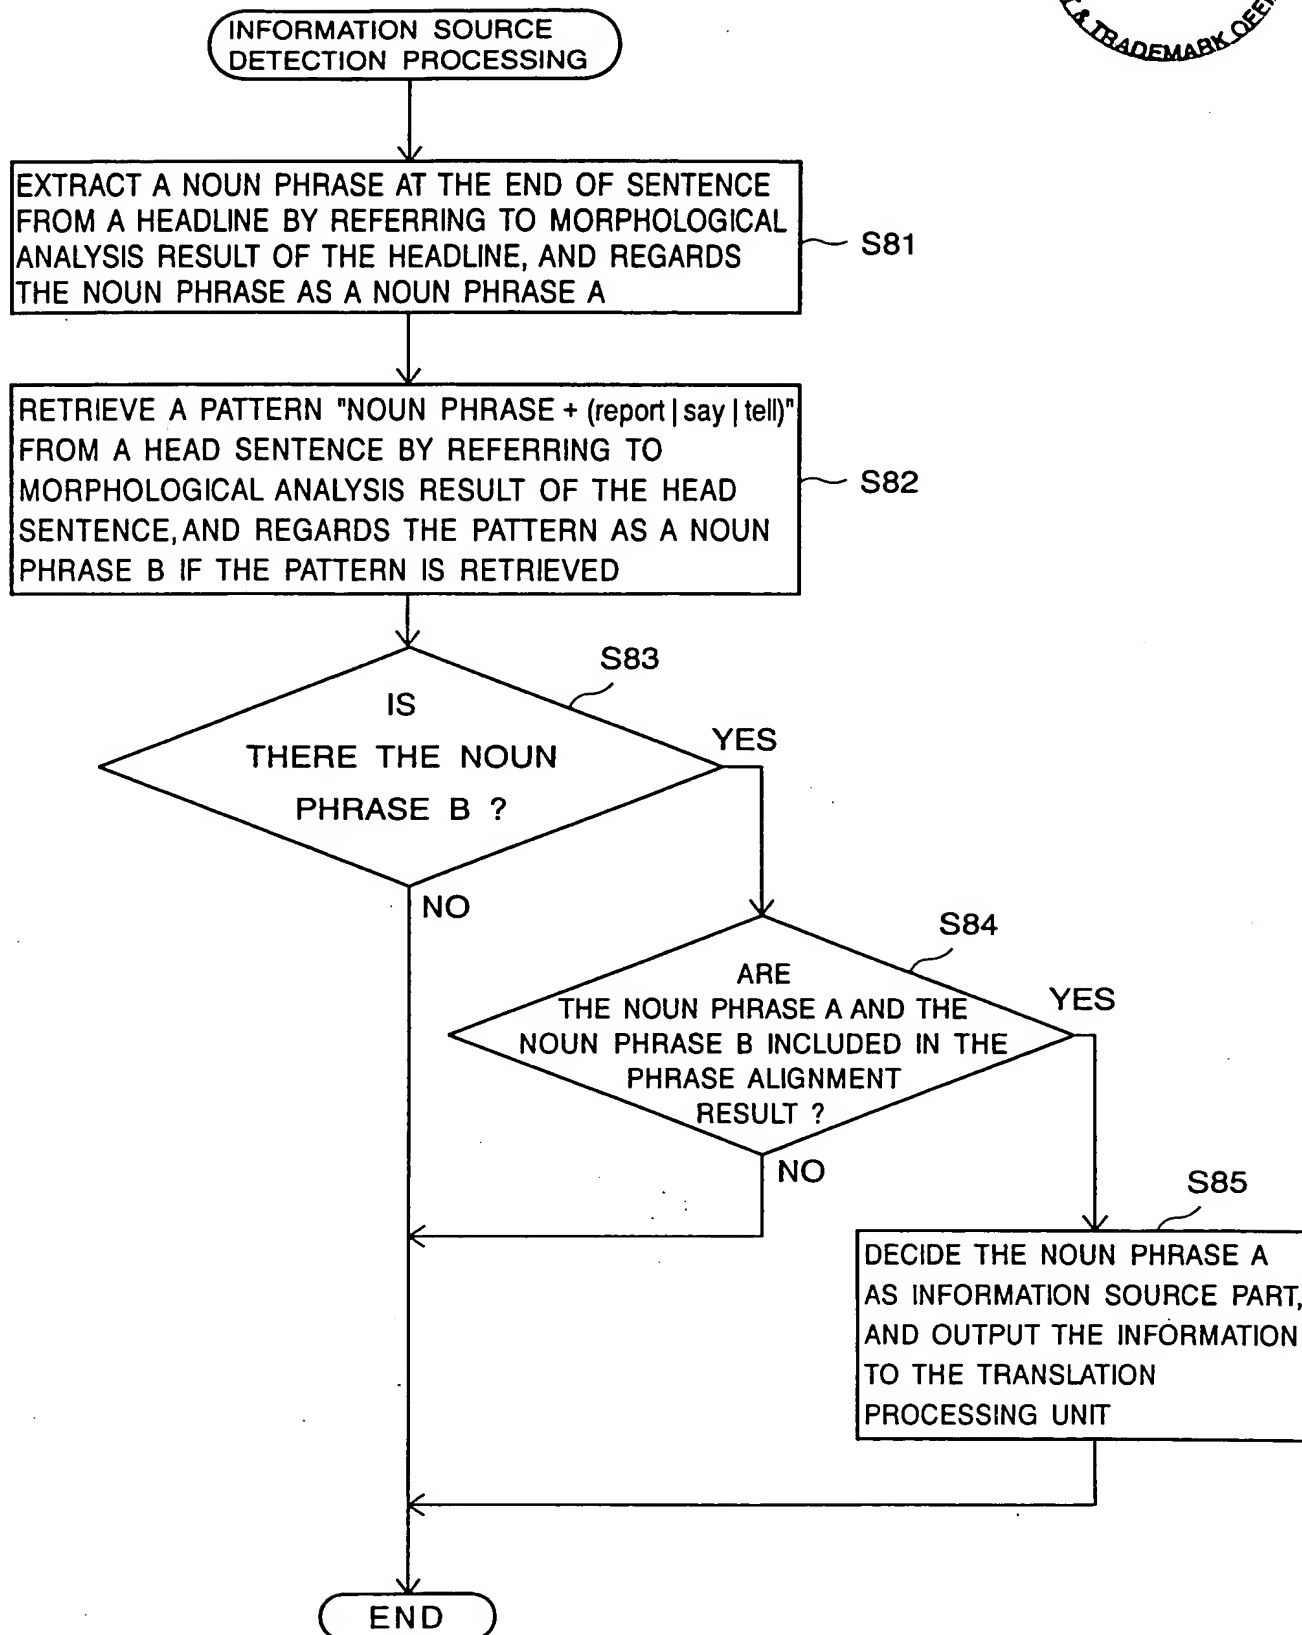 & TRADEMARK OFFI
INFORMATION SOURCE
DETECTION PROCESSING
EXTRACT A NOUN PHRASE AT THE END OF SENTENCE
FROM A HEADLINE BY REFERRING TO MORPHOLOGICAL
ANALYSIS RESULT OF THE HEADLINE, AND REGARDS
THE NOUN PHRASE AS A NOUN PHRASE A
S81
RETRIEVE A PATTERN "NOUN PHRASE + (report | say | tell)"
FROM A HEAD SENTENCE BY REFERRING TO
MORPHOLOGICAL ANALYSIS RESULT OF THE HEAD
SENTENCE, AND REGARDS THE PATTERN AS A NOUN
PHRASE B IF THE PATTERN IS RETRIEVED
S82
S83
IS
THERE THE NOUN
PHRASE B ?
YES
NO
S84
ARE
THE NOUN PHRASE A AND THE
NOUN PHRASE B INCLUDED IN THE
PHRASE ALIGNMENT
RESULT ?
YES
NO
S85
DECIDE THE NOUN PHRASE A
AS INFORMATION SOURCE PART,
AND OUTPUT THE INFORMATION
TO THE TRANSLATION
PROCESSING UNIT
END